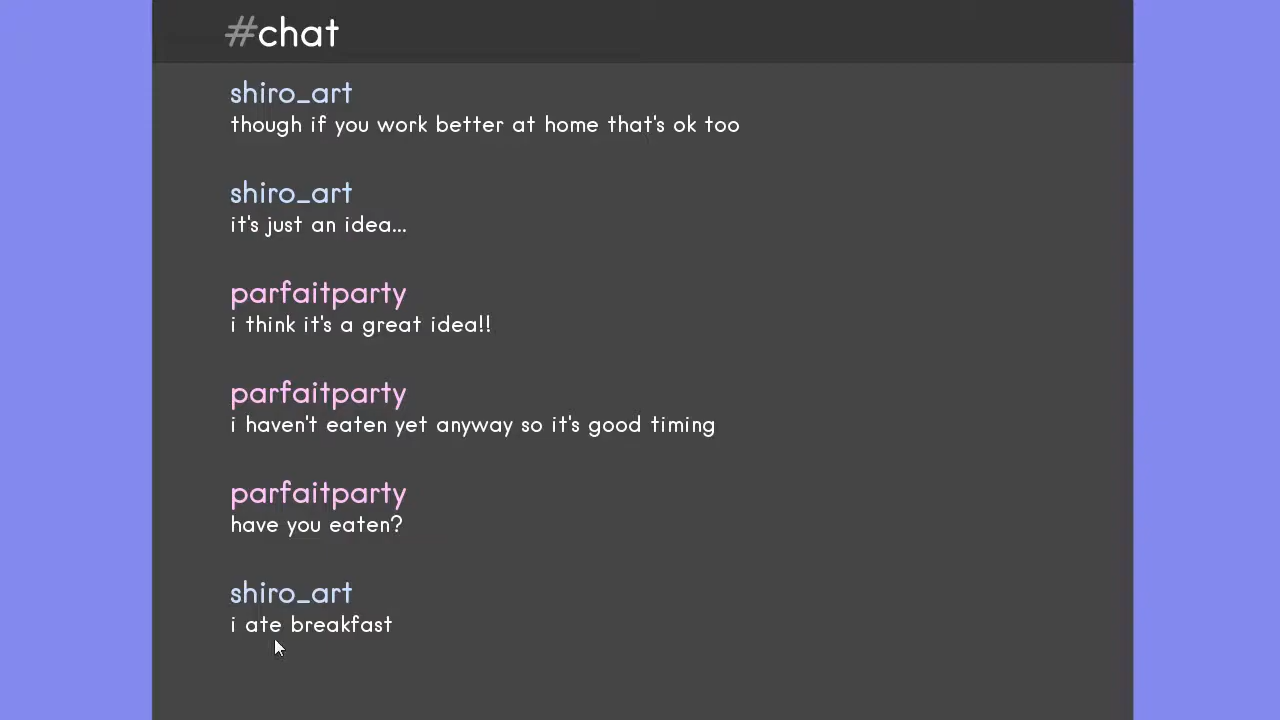 #chat
shiro_art
though if you work better at home that's ok too
shiro_art
it's just an idea...
parfaitparty
i think it's a great idea!!
parfaitparty
i haven't eaten yet anyway so it's good timing
parfaitparty
have you eaten?
shiro_art
i ate breakfast